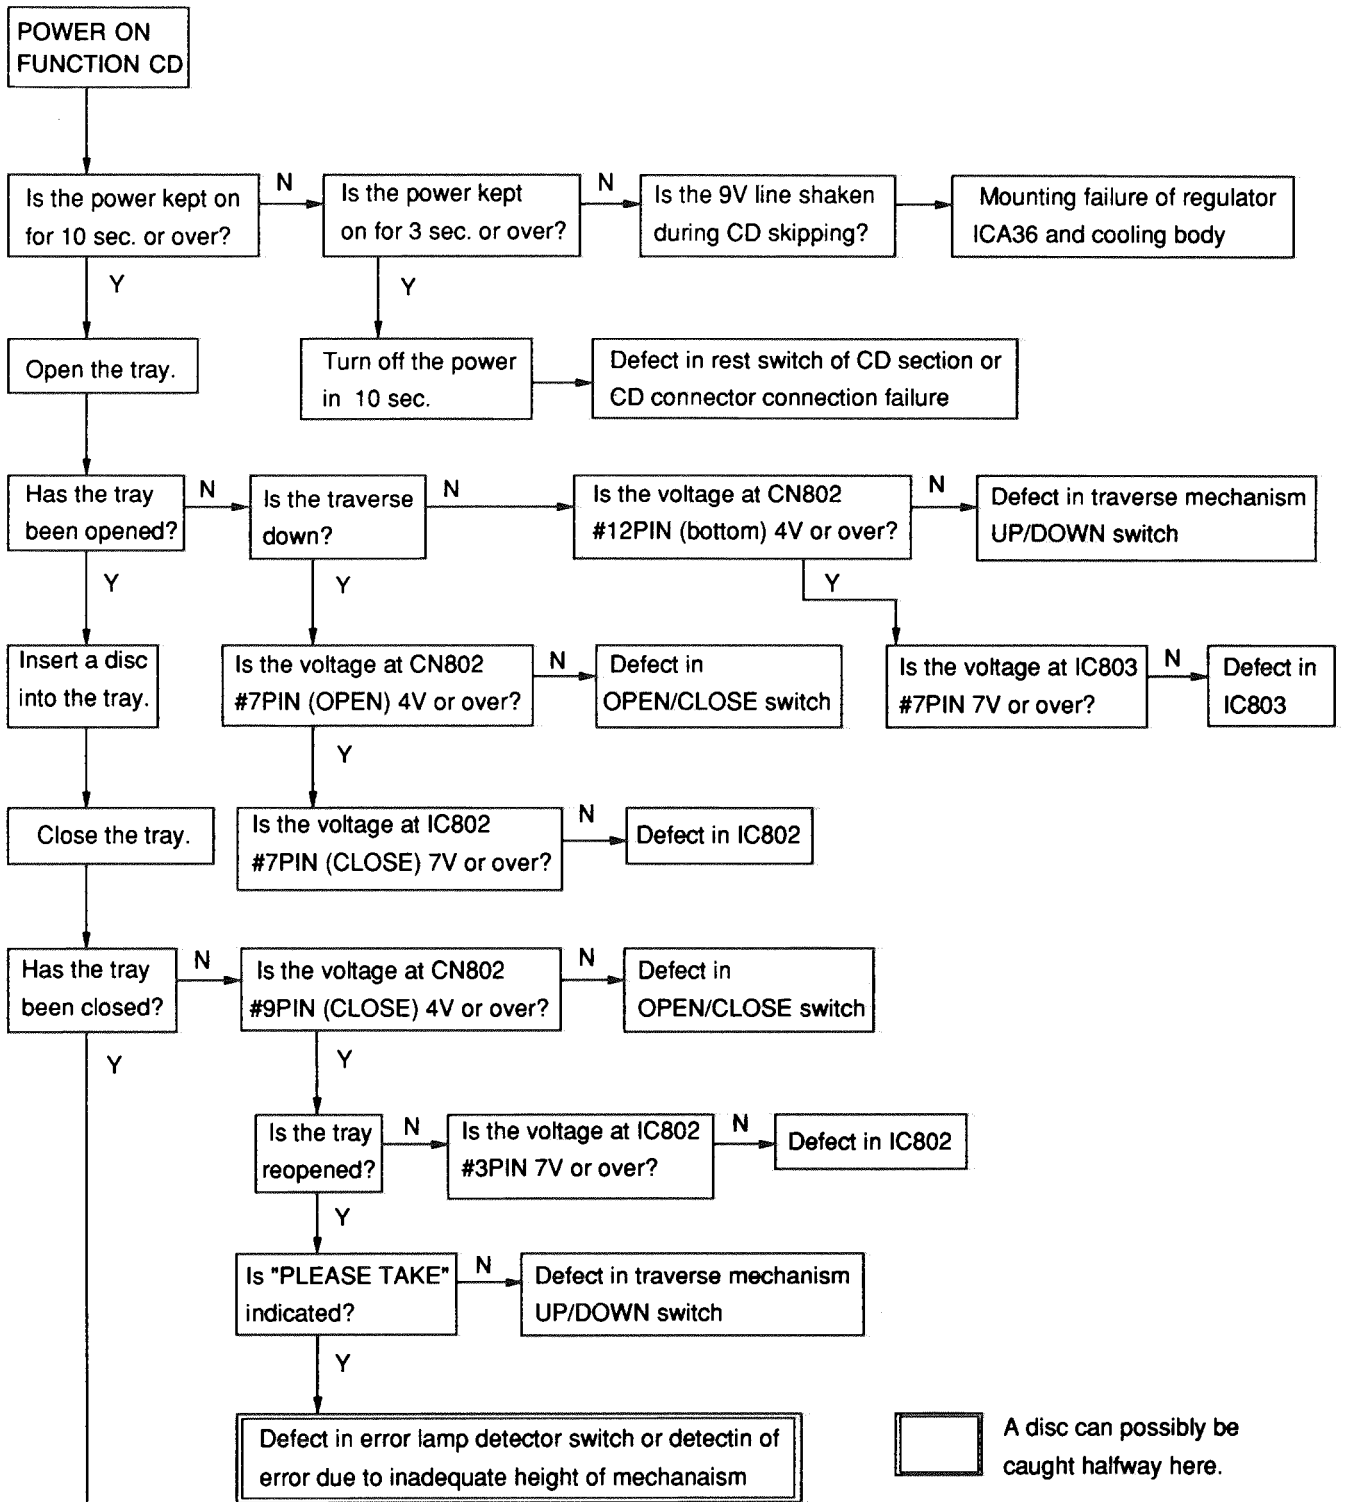 POWER ON
FUNCTION CD
Is the power kept on
for 10 sec. or over?
N
Is the power kept
on for 3 sec. or over?
N
Is the 9V line shaken
during CD skipping?
Mounting failure of regulator
ICA36 and cooling body
Y
Y
Open the tray.
Turn off the power
in 10 sec.
Defect in rest switch of CD section or
CD connector connection failure
Has the tray
been opened?
N
Is the traverse
down?
N
Is the voltage at CN802
#12PIN (bottom) 4V or over?
N
Defect in traverse mechanism
UP/DOWN switch
Y
Y
Y
Insert a disc
into the tray.
Is the voltage at CN802
#7PIN (OPEN) 4V or over?
N
Defect in
OPEN/CLOSE switch
Is the voltage at IC803
#7PIN 7V or over?
N
Defect in
IC803
Y
Close the tray.
Is the voltage at IC802
#7PIN (CLOSE) 7V or over?
N
Defect in IC802
Has the tray
been closed?
N
Is the voltage at CN802
#9PIN (CLOSE) 4V or over?
N
Defect in
OPEN/CLOSE switch
Y
Y
Is the tray
reopened?
N
Is the voltage at IC802
#3PIN 7V or over?
N
Defect in IC802
Y
Is "PLEASE TAKE"
indicated?
N
Defect in traverse mechanism
UP/DOWN switch
Y
Defect in error lamp detector switch or detectin of
error due to inadequate height of mechanaism
A disc can possibly be
caught halfway here.